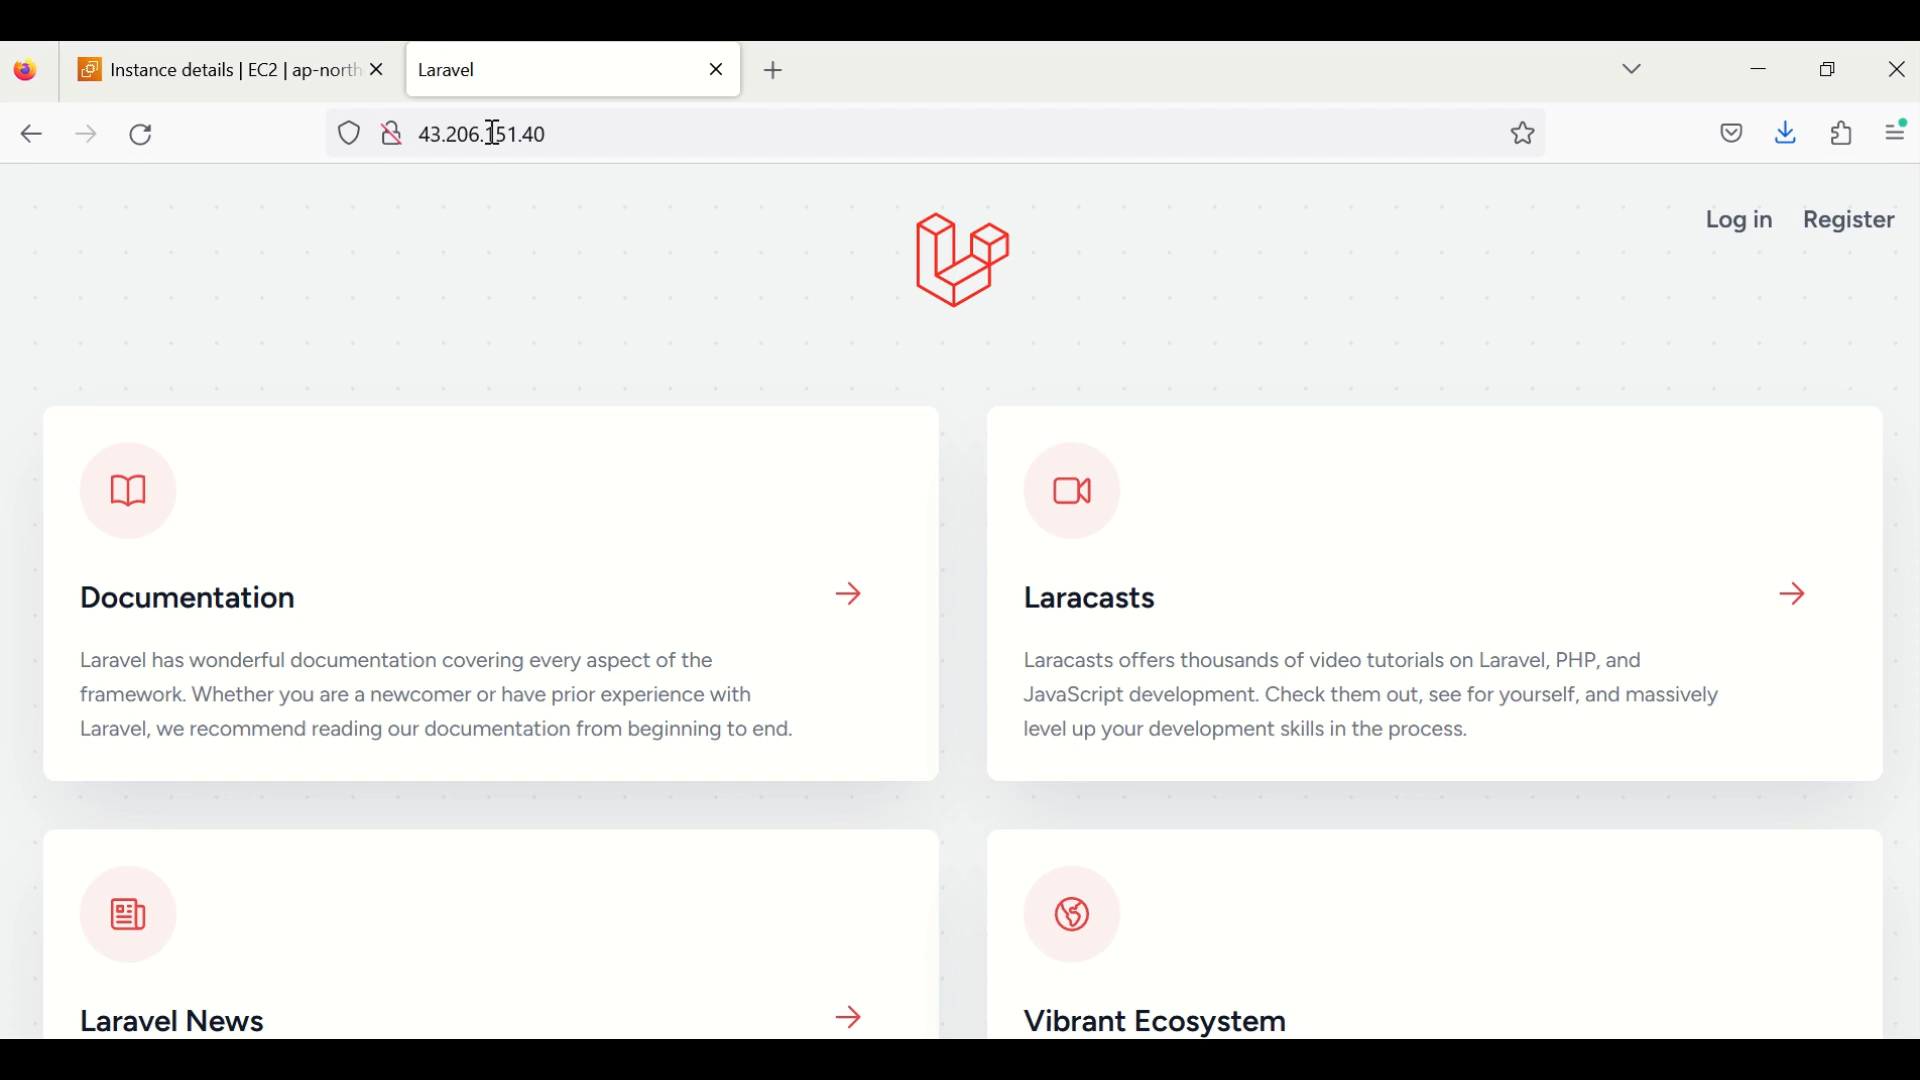 Instance details | EC2 | ap-north
Laravel
43.206.151.40
Log in Register
Documentation
Laravel has wonderful documentation covering every aspect of the
framework. Whether you are a newcomer or have prior experience with
Laravel, we recommend reading our documentation from beginning to end.
Laracasts
Laracasts offers thousands of video tutorials on Laravel, PHP, and
JavaScript development. Check them out, see for yourself, and massively
level up your development skills in the process.
Laravel News
Vibrant Ecosystem